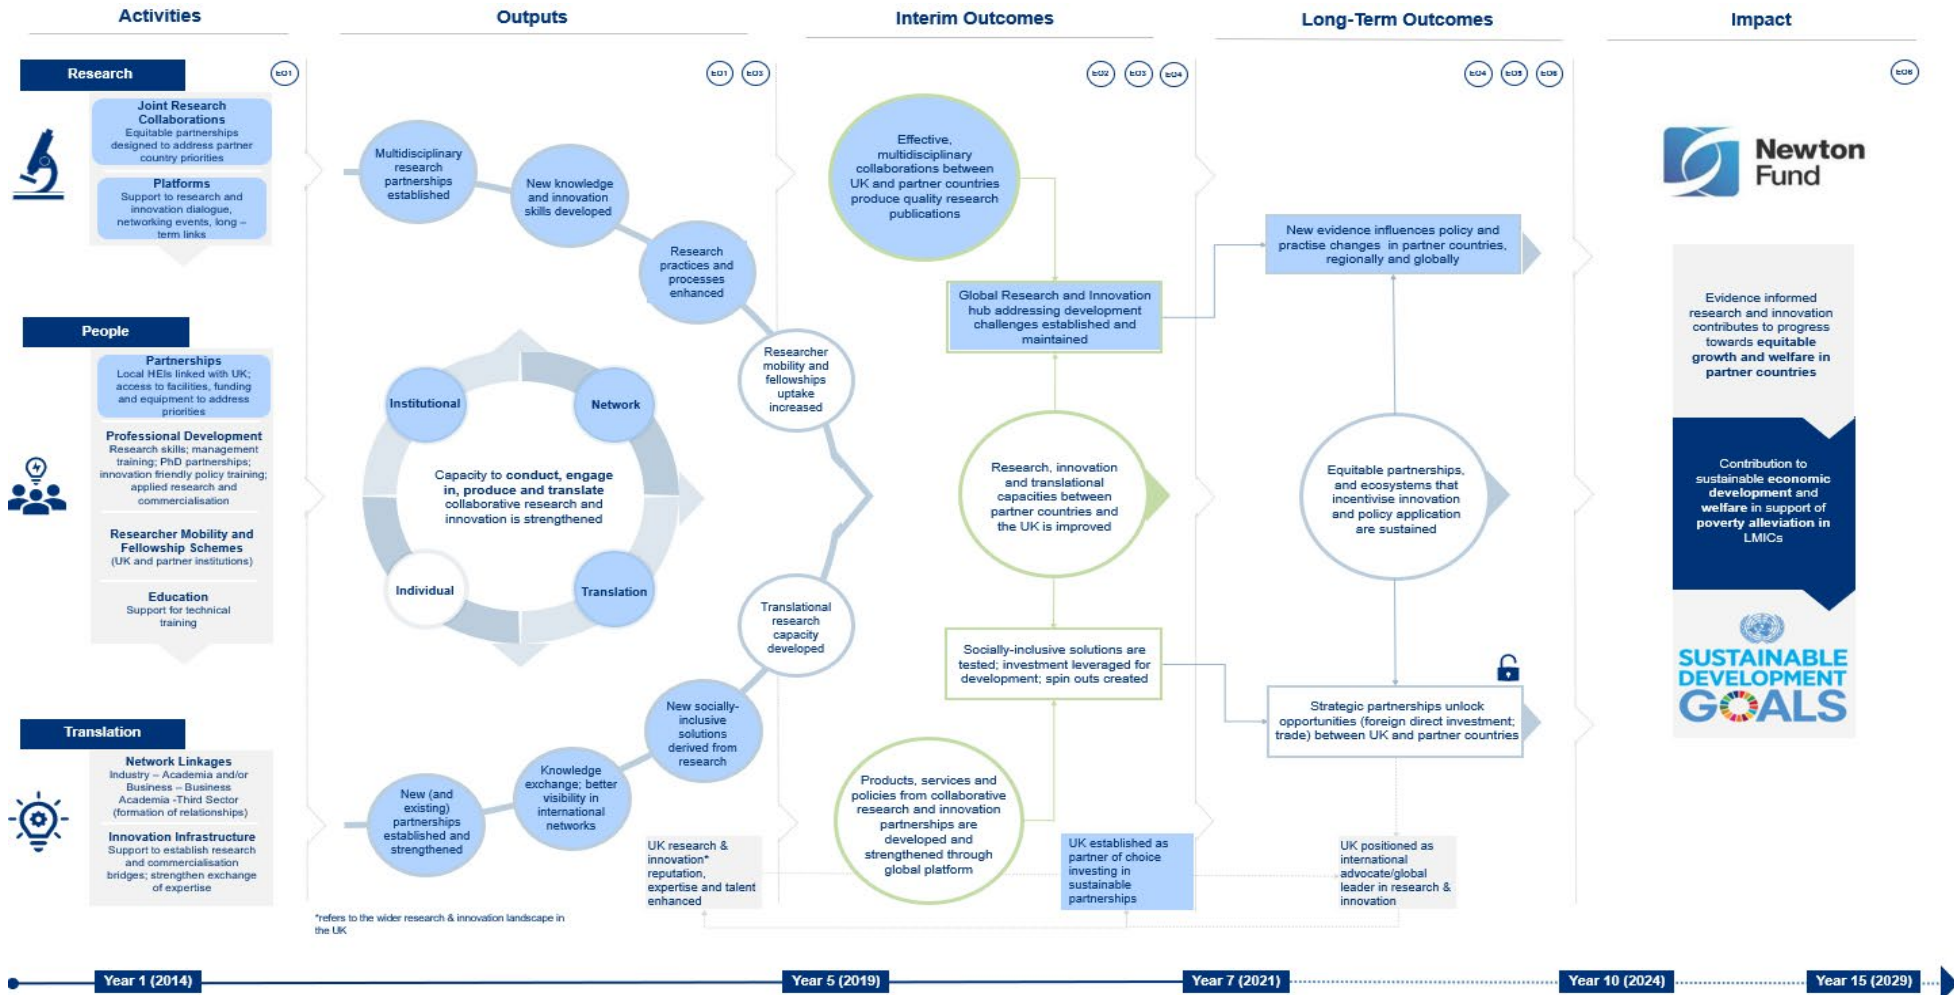 Activities
Outputs
Interim Outcomes
Long-Term Outcomes
Impact
Research
EO1
EO1
EO3
EO2
EO3
EO4
EO4
EO5
EO6
EO6
Joint Research
Collaborations
Equitable partnerships
designed to address partner
country priorities
Platforms
Support to research and
innovation dialogue,
networking events, long –
term links
People
Partnerships
Local HEIs linked with UK;
access to facilities, funding
and equipment to address
priorities
Professional Development
Research skills; management
training; PhD partnerships;
innovation friendly policy training;
applied research and
commercialisation
Researcher Mobility and
Fellowship Schemes
(UK and partner institutions)
Education
Support for technical
training
Translation
Network Linkages
Industry – Academia and/or
Business – Business
Academia -Third Sector
(formation of relationships)
Innovation Infrastructure
Support to establish research
and commercialisation
bridges; strengthen exchange
of expertise
Multidisciplinary
research
partnerships
established
New knowledge
and innovation
skills developed
Research
practices and
processes
enhanced
Researcher
mobility and
fellowships
uptake
increased
Institutional
Network
Capacity to conduct, engage
in, produce and translate
collaborative research and
innovation is strengthened
Individual
Translation
Translational
research
capacity
developed
New socially-
inclusive
solutions
derived from
research
Knowledge
exchange; better
visibility in
international
networks
New (and
existing)
partnerships
established and
strengthened
UK research &
innovation*
reputation,
expertise and talent
enhanced
*refers to the wider research & innovation landscape in
the UK
Effective,
multidisciplinary
collaborations between
UK and partner countries
produce quality research
publications
Global Research and Innovation
hub addressing development
challenges established and
maintained
Research, innovation
and translational
capacities between
partner countries and
the UK is improved
Socially-inclusive solutions are
tested; investment leveraged for
development; spin outs created
Products, services and
policies from collaborative
research and innovation
partnerships are
developed and
strengthened through
global platform
UK established as
partner of choice
investing in
sustainable
partnerships
New evidence influences policy and
practise changes in partner countries,
regionally and globally
Equitable partnerships,
and ecosystems that
incentivise innovation
and policy application
are sustained
Strategic partnerships unlock
opportunities (foreign direct investment;
trade) between UK and partner countries
UK positioned as
international
advocate/global
leader in research &
innovation
Newton
Fund
Evidence informed
research and innovation
contributes to progress
towards equitable
growth and welfare in
partner countries
Contribution to
sustainable economic
development and
welfare in support of
poverty alleviation in
LMICs
SUSTAINABLE
DEVELOPMENT
GOALS
Year 1 (2014)
Year 5 (2019)
Year 7 (2021)
Year 10 (2024)
Year 15 (2029)